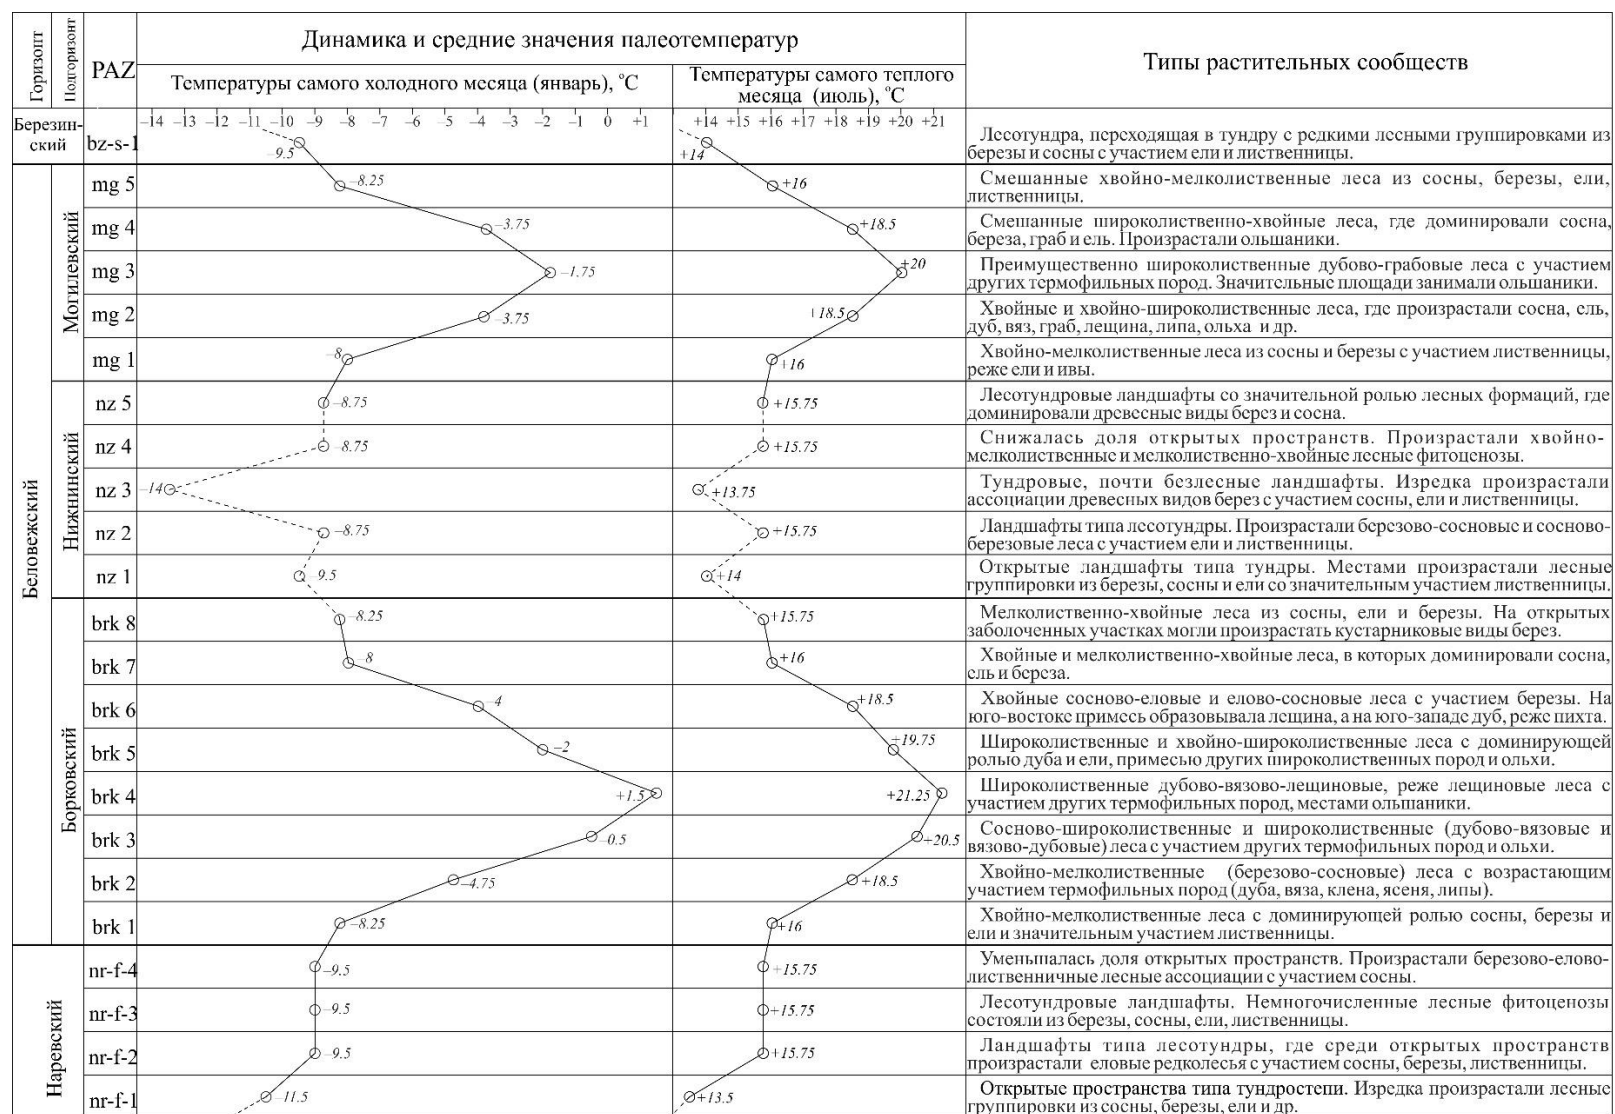 Горизонт
Подгоризонт
PAZ
Динамика и средние значения палеотемператур
Температуры самого холодного месяца (январь), °C
Температуры самого теплого
месяца (июль), °C
Типы растительных сообществ
–14 –13 –12 –11 –10 –9 –8 –7 –6 –5 –4 –3 –2 –1 0 +1
+14 +15 +16 +17 +18 +19 +20 +21
Березин-
ский
bz-s-1
–9.5
+14
Лесотундра, переходящая в тундру с редкими лесными группировками из
березы и сосны с участием ели и лиственницы.
Беловежский
Могилевский
mg 5
–8.25
+16
Смешанные хвойно-мелколиственные леса из сосны, березы, ели,
лиственницы.
mg 4
–3.75
+18.5
Смешанные широколиственно-хвойные леса, где доминировали сосна,
береза, граб и ель. Произрастали ольшаники.
mg 3
–1.75
+20
Преимущественно широколиственные дубово-грабовые леса с участием
других термофильных пород. Значительные площади занимали ольшаники.
mg 2
–3.75
+18.5
Хвойные и хвойно-широколиственные леса, где произрастали сосна, ель,
дуб, вяз, граб, лещина, липа, ольха и др.
mg 1
–8
+16
Хвойно-мелколиственные леса из сосны и березы с участием лиственницы,
реже ели и ивы.
Нижнинский
nz 5
–8.75
+15.75
Лесотундровые ландшафты со значительной ролью лесных формаций, где
доминировали древесные виды берез и сосна.
nz 4
–8.75
+15.75
Снижалась доля открытых пространств. Произрастали хвойно-
мелколиственные и мелколиственно-хвойные лесные фитоценозы.
nz 3
–14
+13.75
Тундровые, почти безлесные ландшафты. Изредка произрастали
ассоциации древесных видов берез с участием сосны, ели и лиственницы.
nz 2
–8.75
+15.75
Ландшафты типа лесотундры. Произрастали березово-сосновые и сосново-
березовые леса с участием ели и лиственницы.
nz 1
–9.5
+14
Открытые ландшафты типа тундры. Местами произрастали лесные
группировки из березы, сосны и ели со значительным участием лиственницы.
Борковский
brk 8
–8.25
+15.75
Мелколиственно-хвойные леса из сосны, ели и березы. На открытых
заболоченных участках могли произрастать кустарниковые виды берез.
brk 7
–8
+16
Хвойные и мелколиственно-хвойные леса, в которых доминировали сосна,
ель и береза.
brk 6
–4
+18.5
Хвойные сосново-еловые и елово-сосновые леса с участием березы. На
юго-востоке примесь образовывала лещина, а на юго-западе дуб, реже пихта.
brk 5
–2
+19.75
Широколиственные и хвойно-широколиственные леса с доминирующей
ролью дуба и ели, примесью других широколиственных пород и ольхи.
brk 4
+1.5
+21.25
Широколиственные дубово-вязово-лещиновые, реже лещиновые леса с
участием других термофильных пород, местами ольшаники.
brk 3
–0.5
+20.5
Сосново-широколиственные и широколиственные (дубово-вязовые и
вязово-дубовые) леса с участием других термофильных пород и ольхи.
brk 2
–4.75
+18.5
Хвойно-мелколиственные (березово-сосновые) леса с возрастающим
участием термофильных пород (дуба, вяза, клена, ясеня, липы).
brk 1
–8.25
+16
Хвойно-мелколиственные леса с доминирующей ролью сосны, березы и
ели и значительным участием лиственницы.
Наревский
nr-f-4
–9.5
+15.75
Уменьшалась доля открытых пространств. Произрастали березово-елово-
лиственничные лесные ассоциации с участием сосны.
nr-f-3
–9.5
+15.75
Лесотундровые ландшафты. Немногочисленные лесные фитоценозы
состояли из березы, сосны, ели, лиственницы.
nr-f-2
–9.5
+15.75
Ландшафты типа лесотундры, где среди открытых пространств
произрастали еловые редколесья с участием сосны, березы, лиственницы.
nr-f-1
–11.5
+13.5
Открытые пространства типа тундростепи. Изредка произрастали лесные
группировки из сосны, березы, ели и др.